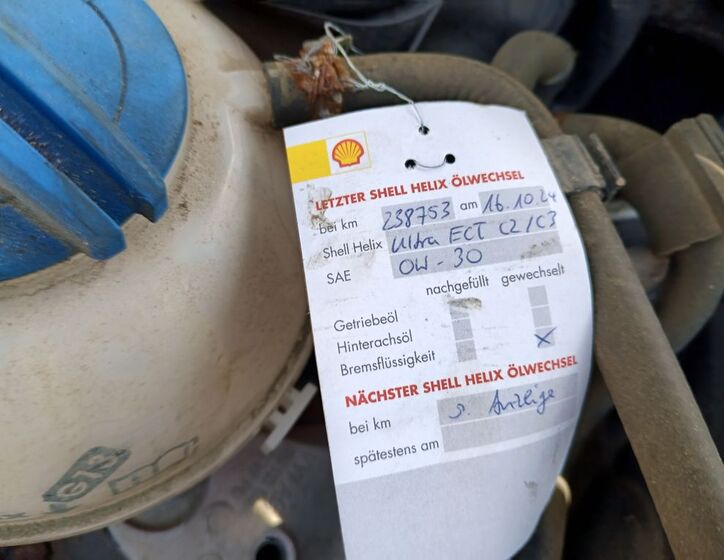 LETZTER SHELL HELIX ÖLWECHSEL
bei km 238753 am 16.10.24
Shell Helix Ultra ECT C2/C3
SAE 0W-30
nachgefüllt gewechselt
Getriebeöl
Hinterachsöl
Bremsflüssigkeit x
NÄCHSTER SHELL HELIX ÖLWECHSEL
bei km s. Anzeige
spätestens am
G13